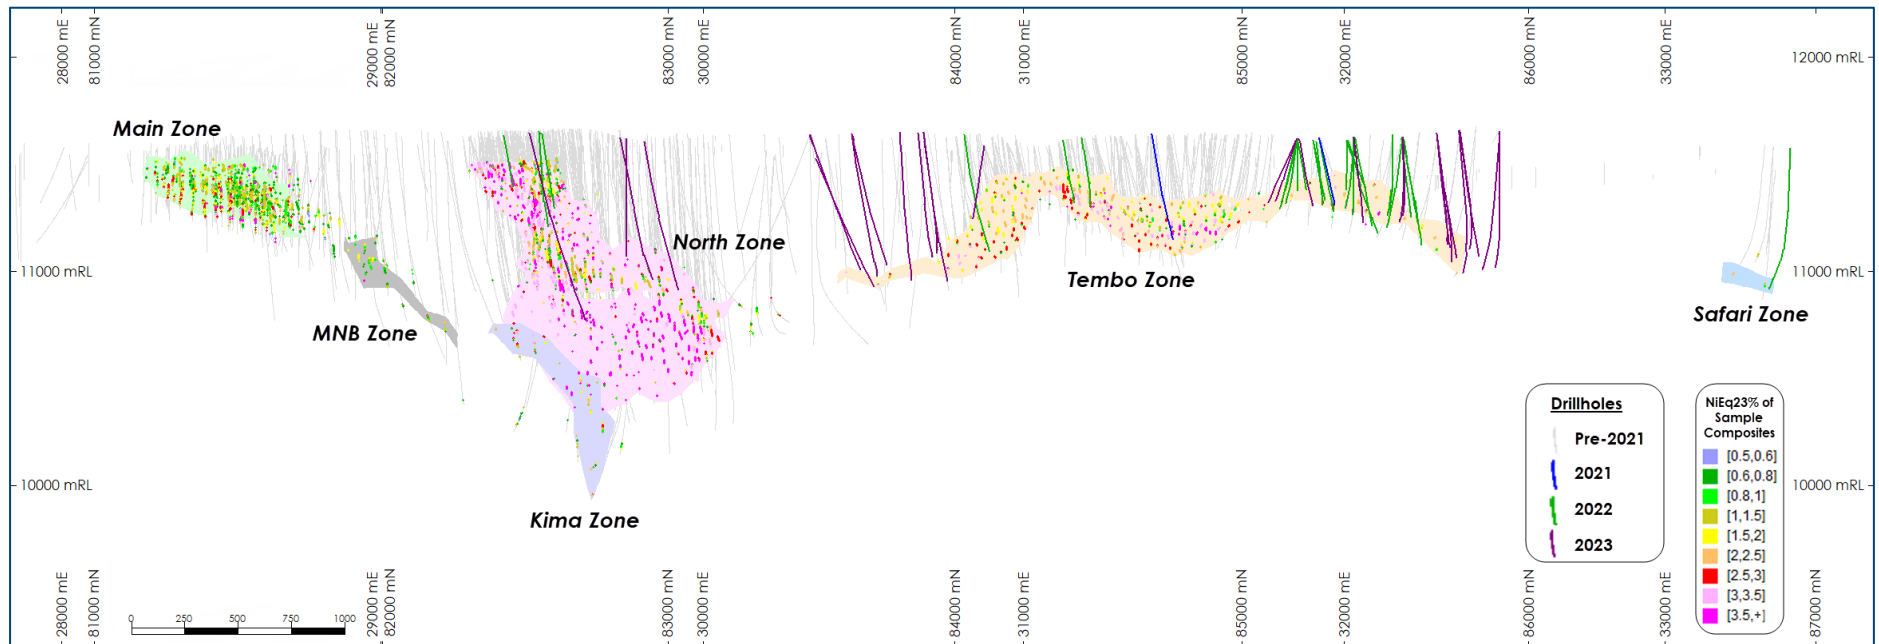 28000 mE
81000 mN
29000 mE
82000 mN
83000 mN
30000 mE
84000 mN
31000 mE
85000 mN
32000 mE
86000 mN
33000 mE
12000 mRL
Main Zone
North Zone
11000 mRL
11000 mRL
Tembo Zone
MNB Zone
Safari Zone
10000 mRL
10000 mRL
Kima Zone
Drillholes
Pre-2021
2021
2022
2023
NiEq23% of
Sample
Composites
[0.5,0.6]
[0.6,0.8]
[0.8,1]
[1,1.5]
[1.5,2]
[2,2.5]
[2.5,3]
[3,3.5]
[3.5,+]
0 250 500 750 1000
28000 mE
81000 mN
29000 mE
82000 mN
83000 mN
30000 mE
84000 mN
31000 mE
85000 mN
32000 mE
86000 mN
33000 mE
87000 mN